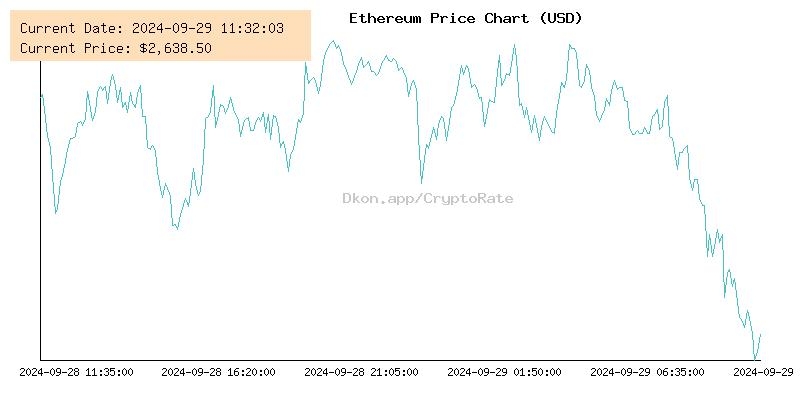 Ethereum Price Chart (USD)
Current Date: 2024-09-29 11:32:03
Current Price: $2,638.50
Dkon.app/CryptoRate
2024-09-28 11:35:00 2024-09-28 16:20:00 2024-09-28 21:05:00 2024-09-29 01:50:00 2024-09-29 06:35:00 2024-09-29